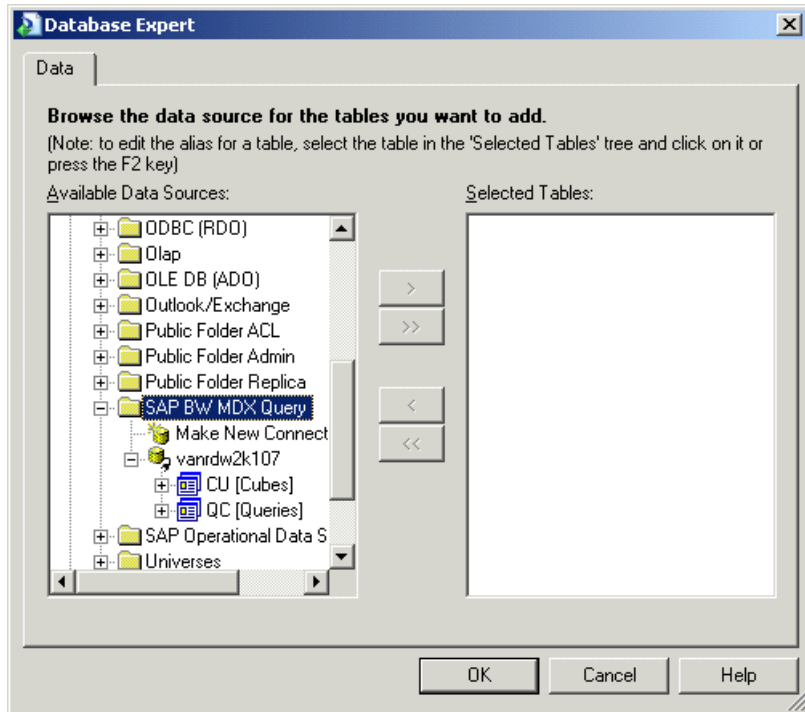 Database Expert
Data
Browse the data source for the tables you want to add.
(Note: to edit the alias for a table, select the table in the 'Selected Tables' tree and click on it or
press the F2 key)
Available Data Sources:
Selected Tables:
ODBC (RDO)
Olap
OLE DB (ADO)
Outlook/Exchange
Public Folder ACL
Public Folder Admin
Public Folder Replica
SAP BW MDX Query
Make New Connect
vanrdw2k107
CU [Cubes]
QC [Queries]
SAP Operational Data S
Universes
>
>>
<
<<
OK
Cancel
Help